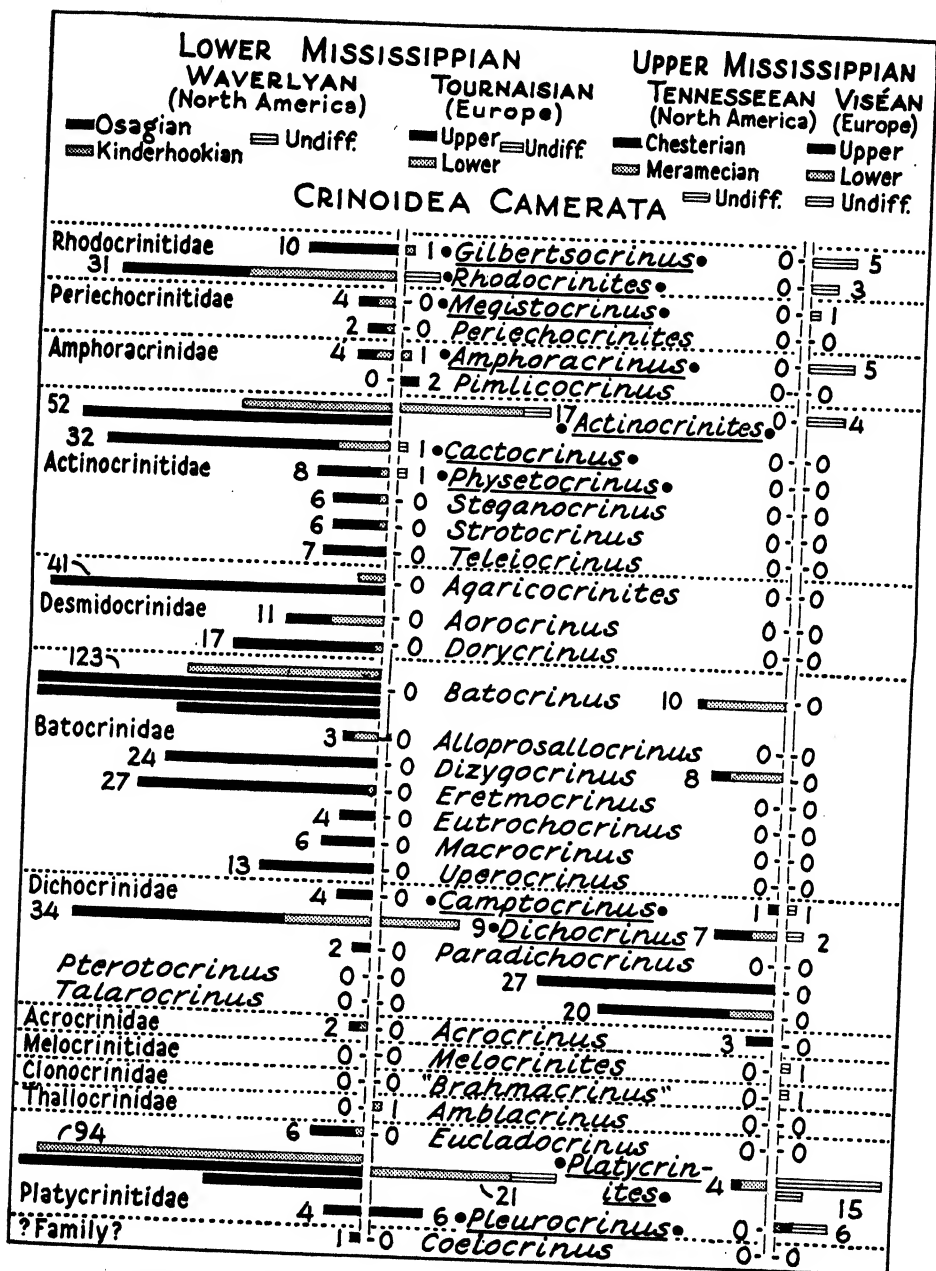 LOWER MISSISSIPPIAN UPPER MISSISSIPPIAN
WAVERLYAN TOURNAISIAN TENNESSEEAN VISÉAN
(North America) (Europe) (North America) (Europe)
Osagian Undiff. Upper Undiff. Chesterian Upper
Kinderhookian Lower Meramecian Lower
Undiff. Undiff.
CRINOIDEA CAMERATA
Rhodocrinitidae 10 1 •Gilbertsocrinus• 0 5
31 •Rhodocrinites• 0 3
Periechocrinitidae 4 0 •Megistocrinus• 0 1
2 0 Periechocrinites 0 0
Amphoracrinidae 4 1 •Amphoracrinus• 0 5
0 2 Pimlicocrinus 0 0
52 17 •Actinocrinites• 0 4
32 1 •Cactocrinus• 0 0
Actinocrinitidae 8 1 •Physetocrinus• 0 0
6 0 Steganocrinus 0 0
6 0 Strotocrinus 0 0
7 0 Teleiocrinus 0 0
41 0 Agaricocrinites 0 0
Desmidocrinidae 11 0 Aorocrinus 0 0
17 0 Dorycrinus 0 0
123 0 Batocrinus 10 0
Batocrinidae 3 0 Alloprosallocrinus 0 0
24 0 Dizygocrinus 8 0
27 0 Eretmocrinus 0 0
4 0 Eutrochocrinus 0 0
6 0 Macrocrinus 0 0
13 0 Uperocrinus 0 0
Dichocrinidae 4 0 •Camptocrinus• 1 1
34 9 •Dichocrinus 7 2
2 0 Paradichocrinus 0 0
Pterotocrinus 0 0 27 0
Talarocrinus 0 0 20 0
Acrocrinidae 2 0 Acrocrinus 3 0
Melocrinitidae 0 0 Melocrinites 0 1
Clonocrinidae 0 0 "Brahmacrinus" 0 1
Thallocrinidae 0 1 Amblacrinus 0 0
6 0 Eucladocrinus 0 0
94 21 •Platycrin-
ites• 4 15
Platycrinitidae 4 6 •Pleurocrinus• 0 6
?Family? 1 0 Coelocrinus 0 0